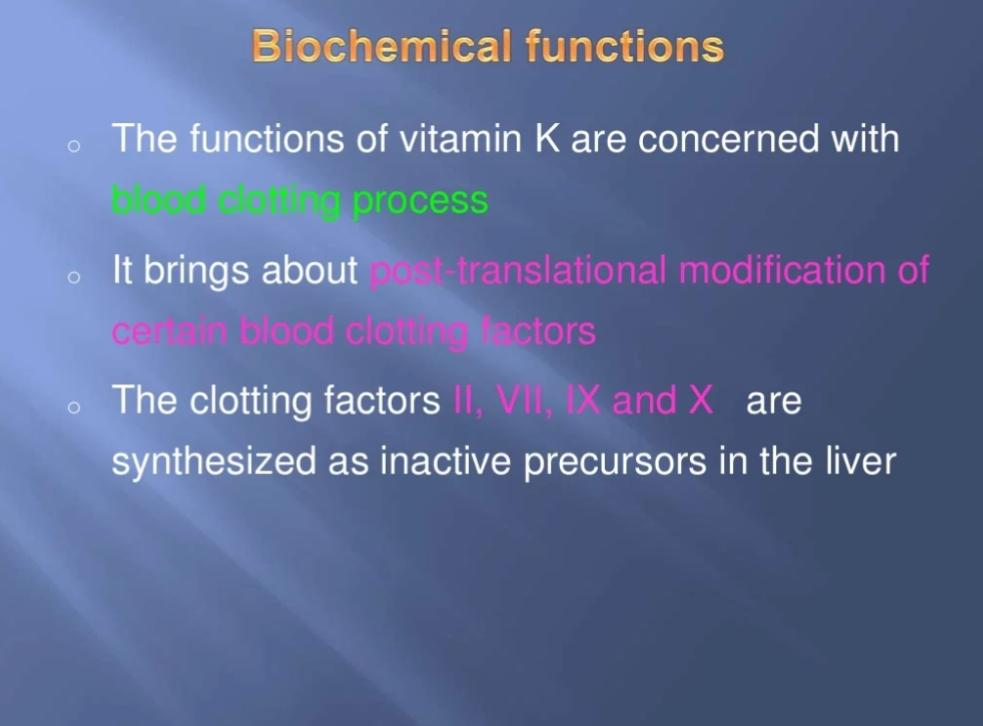 Biochemical functions
The functions of vitamin K are concerned with
blood clotting process
It brings about post-translational modification of
certain blood clotting factors
The clotting factors II, VII, IX and X are
synthesized as inactive precursors in the liver